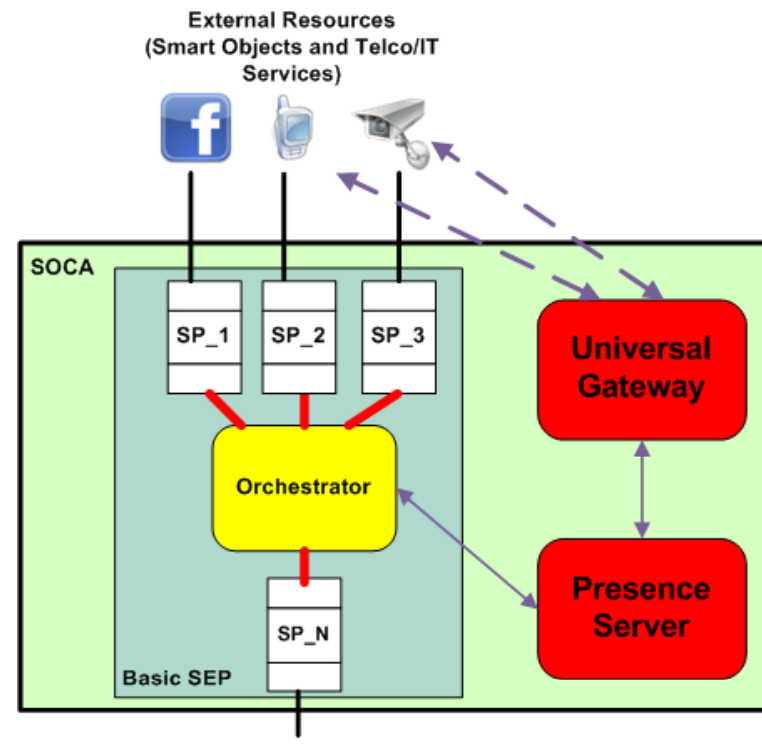 External Resources
(Smart Objects and Telco/IT
Services)
f
SOCA
SP_1
SP_2
SP_3
Universal
Gateway
Orchestrator
Presence
Server
SP_N
Basic SEP